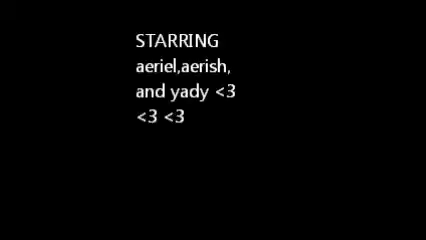 STARRING
aeriel,aerish,
and yady <3
<3 <3